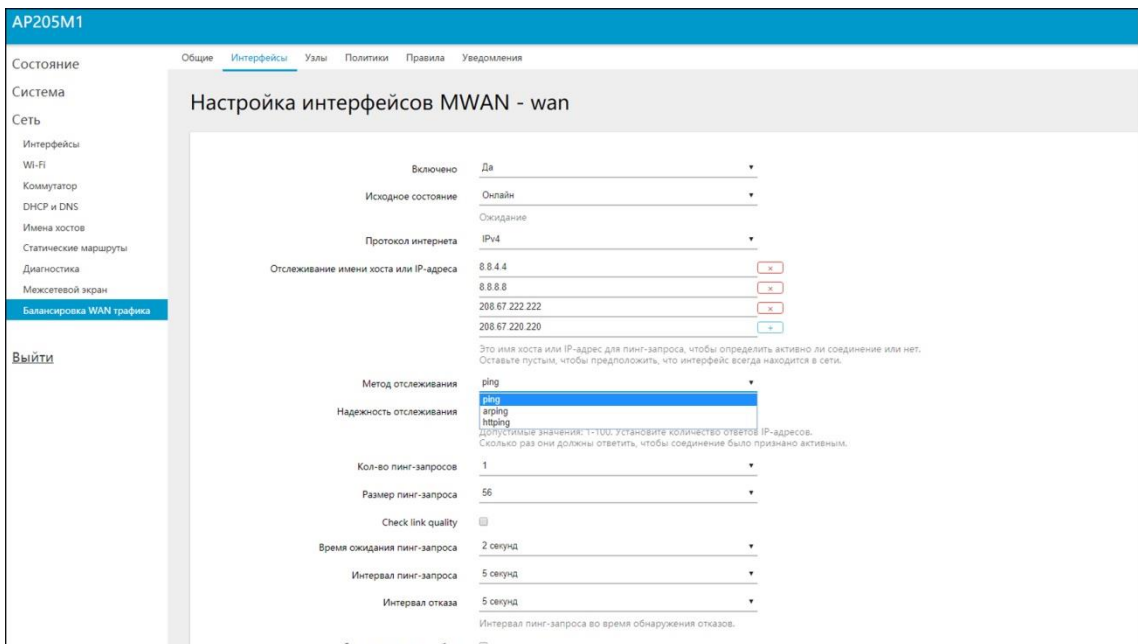 AP205M1
Состояние
Система
Сеть
Интерфейсы
Wi-Fi
Коммутатор
DHCP и DNS
Имена хостов
Статические маршруты
Диагностика
Межсетевой экран
Балансировка WAN трафика
Выйти
Общие Интерфейсы Узлы Политики Правила Уведомления
Настройка интерфейсов MWAN - wan
Включено Да
Исходное состояние Онлайн
Ожидание
Протокол интернета IPv4
Отслеживание имени хоста или IP-адреса 8.8.4.4
8.8.8.8
208.67.222.222
208.67.220.220
Это имя хоста или IP-адрес для пинг-запроса, чтобы определить активно ли соединение или нет.
Оставьте пустым, чтобы предположить, что интерфейс всегда находится в сети.
Метод отслеживания ping
ping
Надежность отслеживания arping
httping
Допустимые значения: 1-100. Установите количество ответов IP-адресов.
Сколько раз они должны ответить, чтобы соединение было признано активным.
Кол-во пинг-запросов 1
Размер пинг-запроса 56
Check link quality
Время ожидания пинг-запроса 2 секунд
Интервал пинг-запроса 5 секунд
Интервал отказа 5 секунд
Интервал пинг-запроса во время обнаружения отказов.